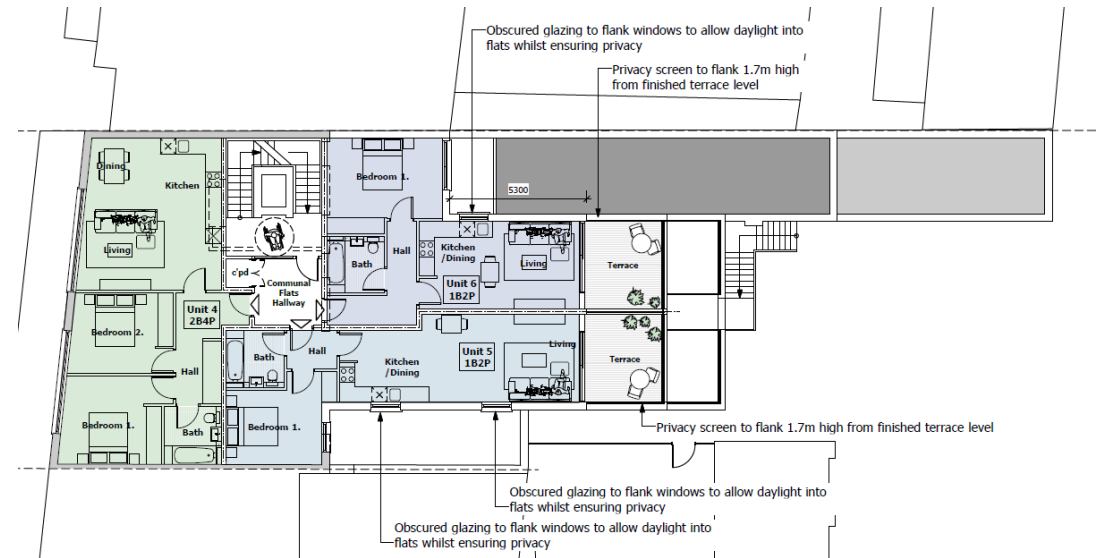 Obscured glazing to flank windows to allow daylight into
flats whilst ensuring privacy
Privacy screen to flank 1.7m high
from finished terrace level
Dining
Kitchen
Living
Bedroom 1.
5300
Kitchen
/Dining
Living
Hall
Bath
Unit 6
1B2P
Terrace
c'pd
Communal
Flats
Hallway
Unit 4
2B4P
Bedroom 2.
Hall
Bedroom 1.
Bath
Bath
Hall
Bedroom 1.
Kitchen
/Dining
Unit 5
1B2P
Living
Terrace
Privacy screen to flank 1.7m high from finished terrace level
Obscured glazing to flank windows to allow daylight into
flats whilst ensuring privacy
Obscured glazing to flank windows to allow daylight into
flats whilst ensuring privacy